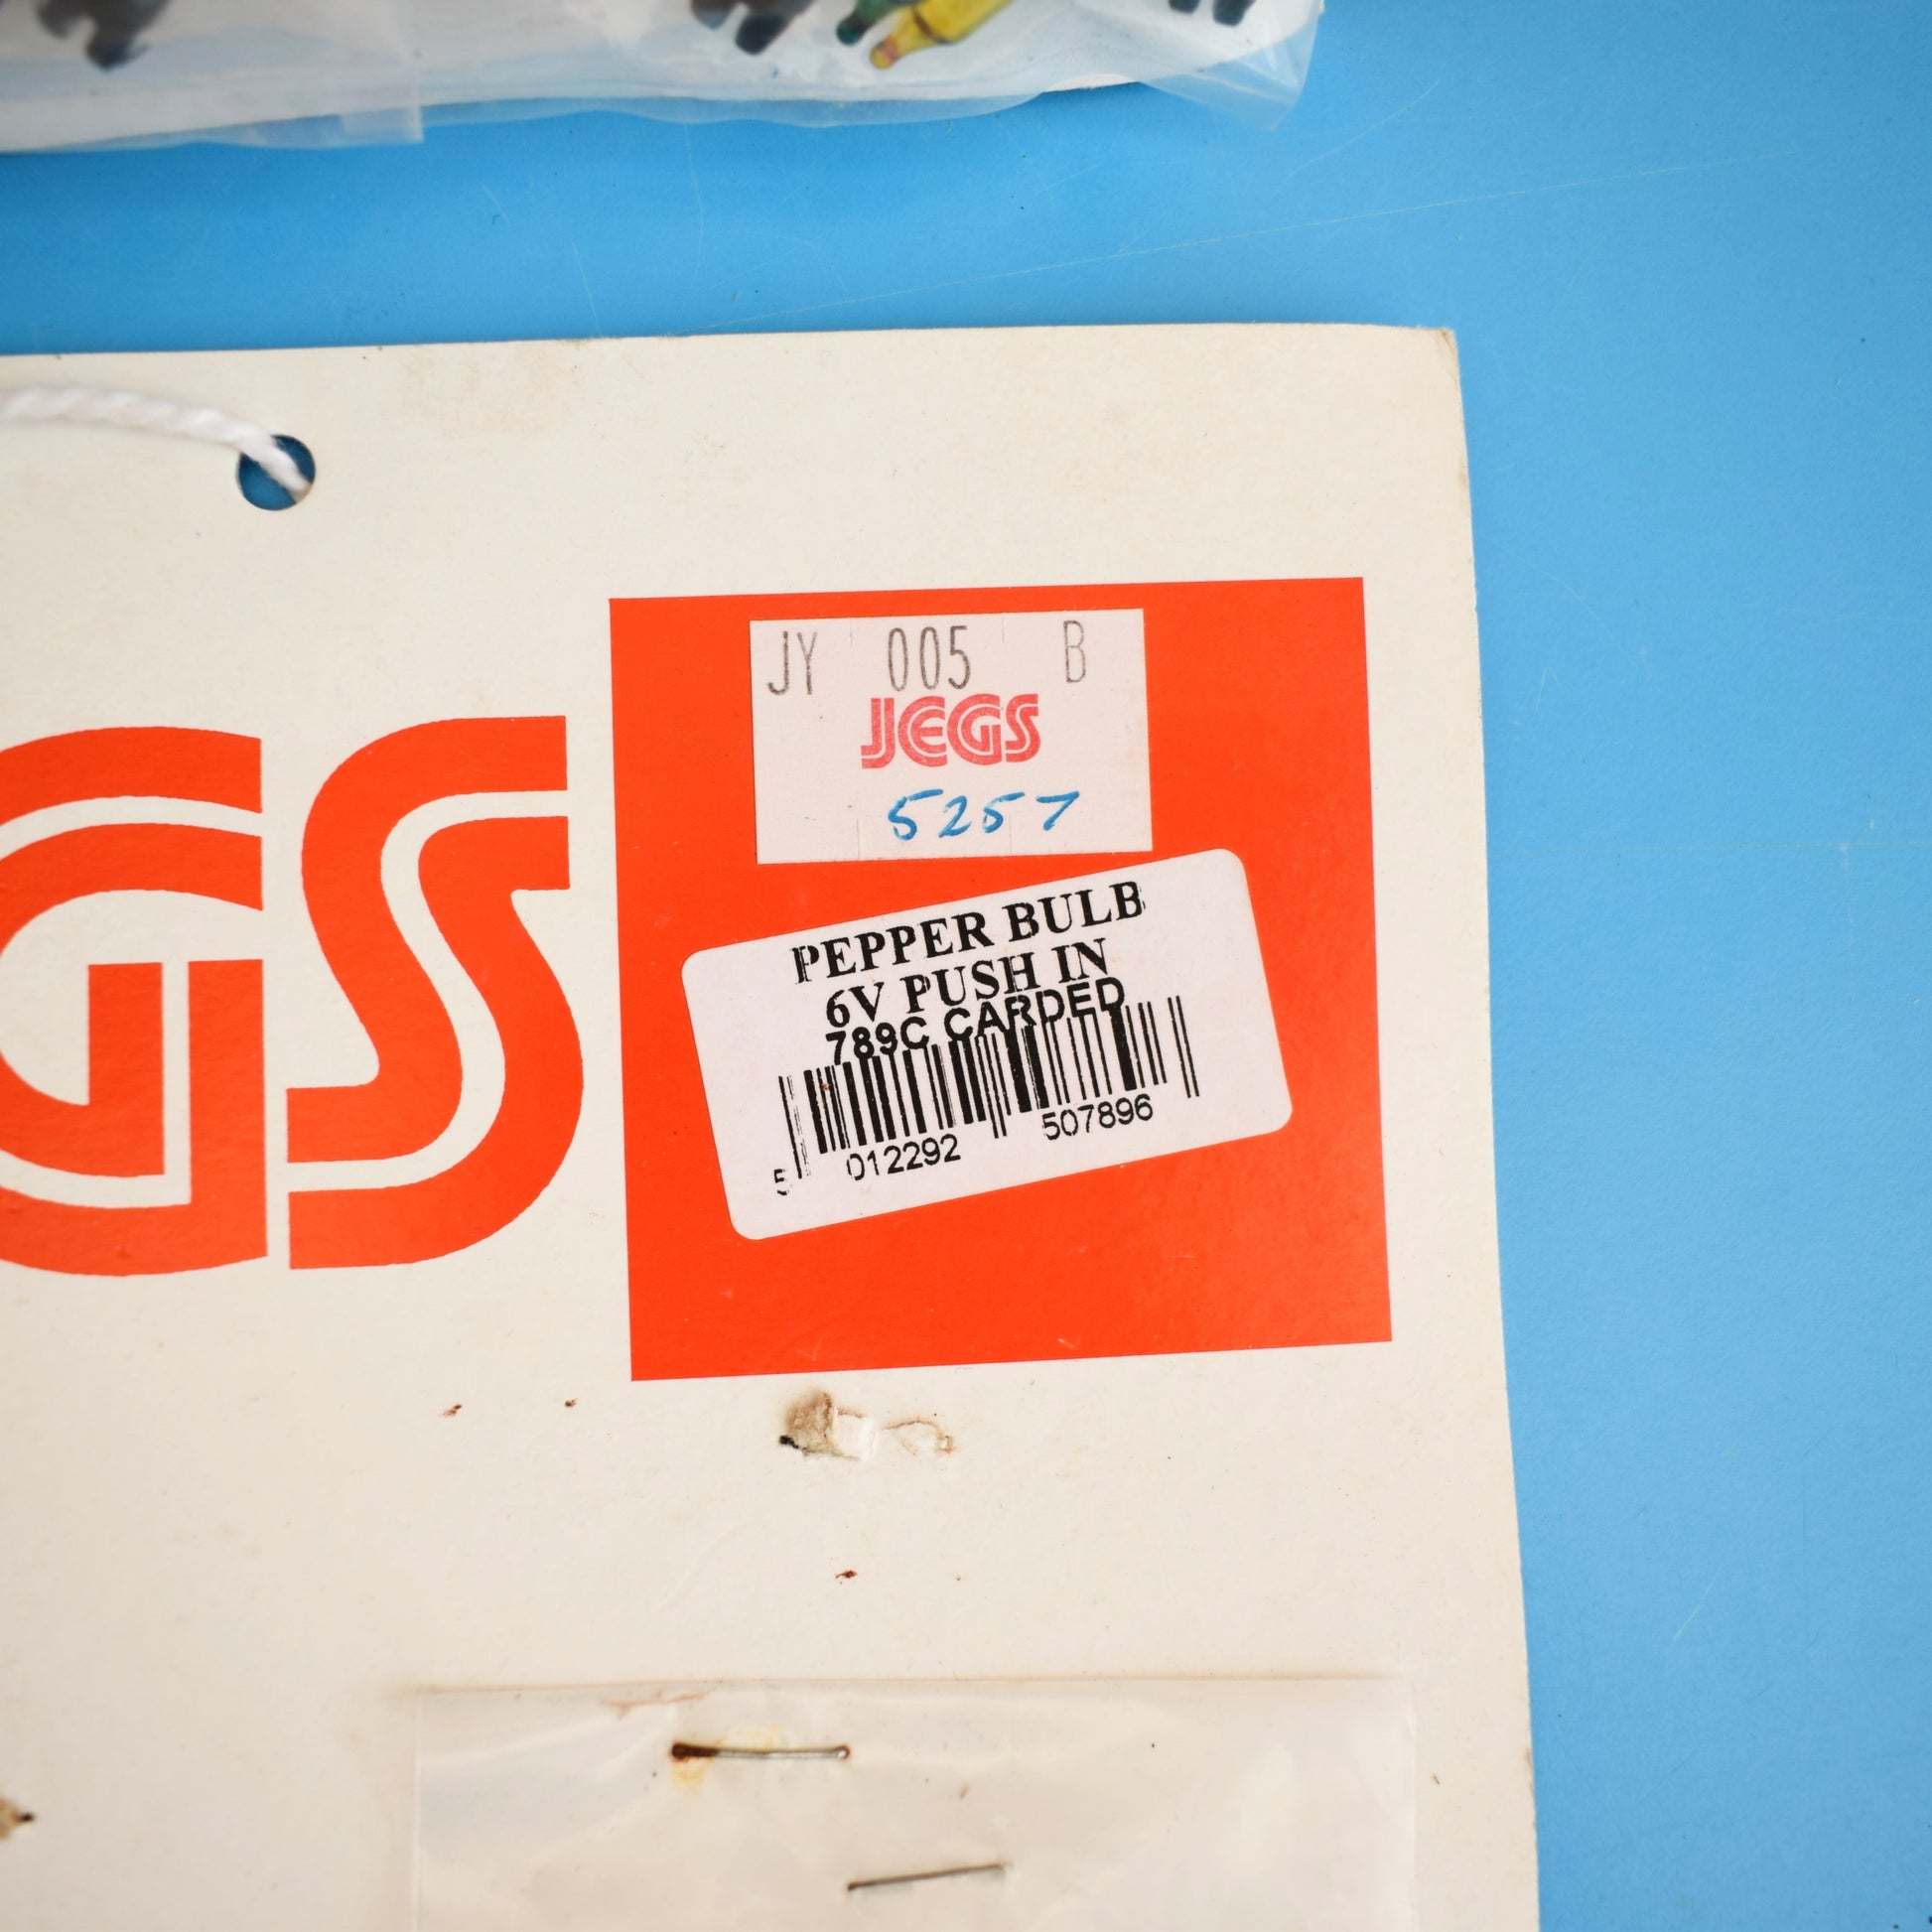 JY 005 B
JEGS
5257
GS
PEPPER BULB
6V PUSH IN
789C CARDED
5 012292 507896